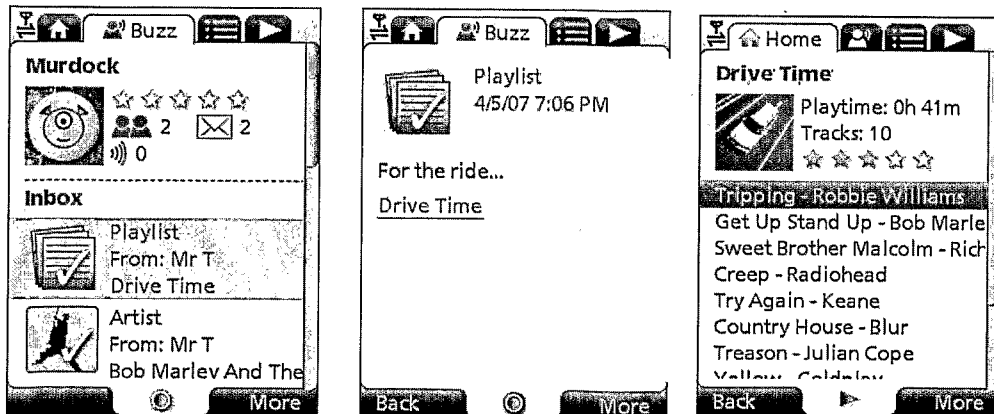 Buzz
Murdock
2
2
0
Inbox
Playlist
From: Mr T
Drive Time
Artist
From: Mr T
Bob Marley And The
More
Buzz
Playlist
4/5/07 7:06 PM
For the ride...
Drive Time
Back
More
Home
Drive Time
Playtime: 0h 41m
Tracks: 10
Tripping - Robbie Williams
Get Up Stand Up - Bob Marle
Sweet Brother Malcolm - Rich
Creep - Radiohead
Try Again - Keane
Country House - Blur
Treason - Julian Cope
Yellow - Coldplay
Back
More